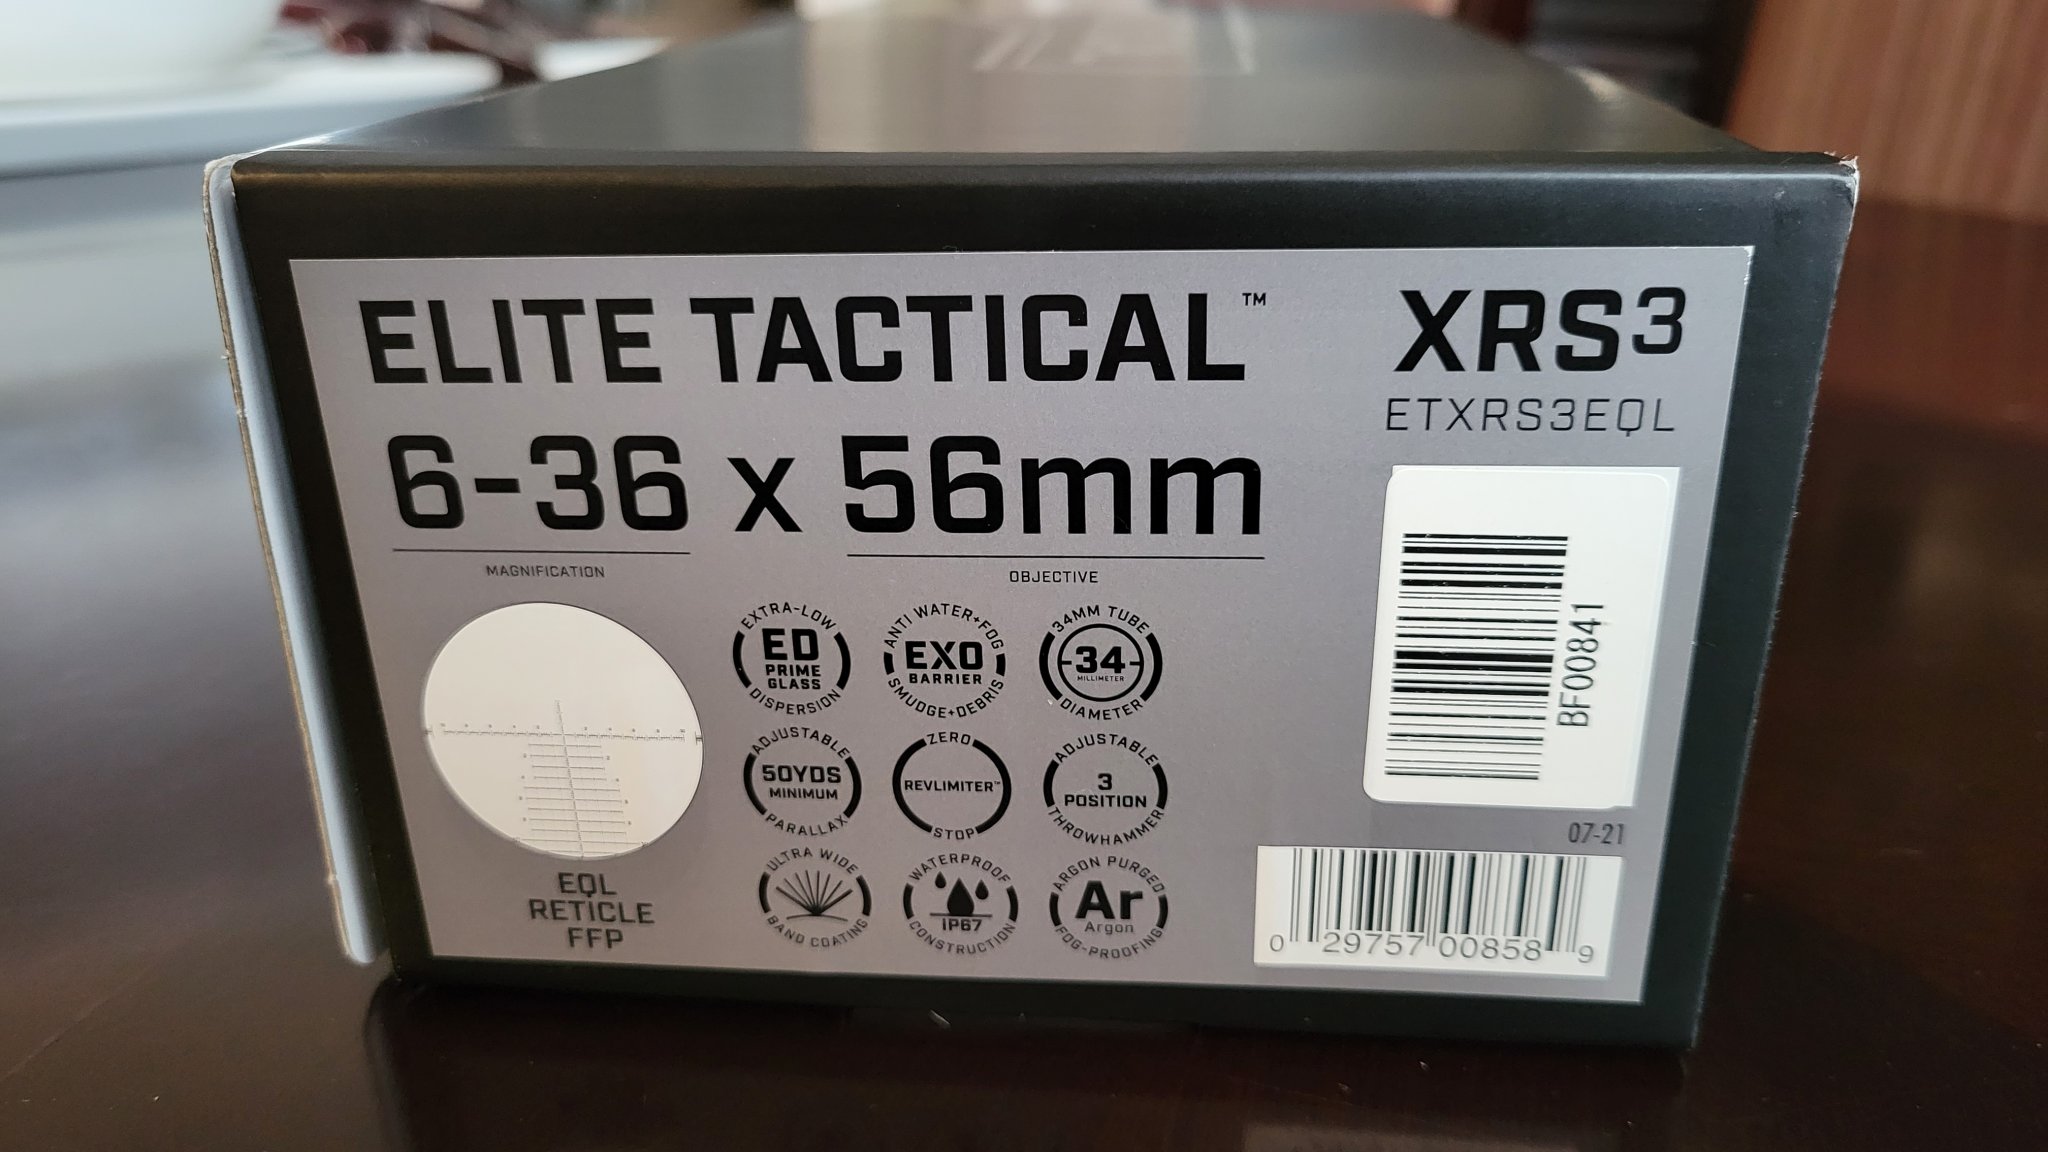 ELITE TACTICAL™
XRS3
ETXRS3EQL
6-36 x 56mm
MAGNIFICATION
OBJECTIVE
EXTRA-LOW
ED
PRIME
GLASS
DISPERSION
ANTI WATER+FOG
EXO
BARRIER
SMUDGE+DEBRIS
34MM TUBE
34
MILLIMETER
DIAMETER
ADJUSTABLE
50YDS
MINIMUM
PARALLAX
ZERO
REVLIMITER™
STOP
ADJUSTABLE
3
POSITION
THROWHAMMER
ULTRA WIDE
BAND COATING
WATERPROOF
IP67
CONSTRUCTION
ARGON PURGED
Ar
Argon
FOG-PROOFING
EQL
RETICLE
FFP
BF00841
07-21
0 29757 00858 9